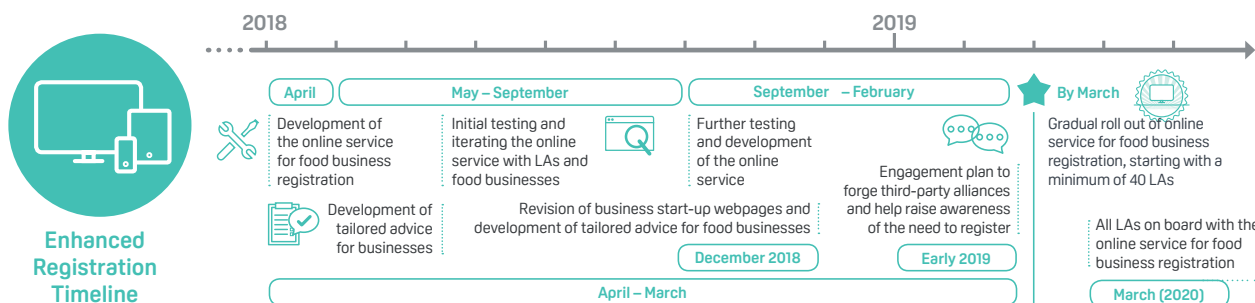 2018
2019
Enhanced
Registration
Timeline
April
May – September
September – February
By March
Development of
the online service
for food business
registration
Initial testing and
iterating the online
service with LAs and
food businesses
Further testing
and development
of the online
service
Engagement plan to
forge third-party alliances
and help raise awareness
of the need to register
Gradual roll out of online
service for food business
registration, starting with a
minimum of 40 LAs
Development of
tailored advice
for businesses
Revision of business start-up webpages and
development of tailored advice for food businesses
December 2018
Early 2019
All LAs on board with the
online service for food
business registration
April – March
March (2020)